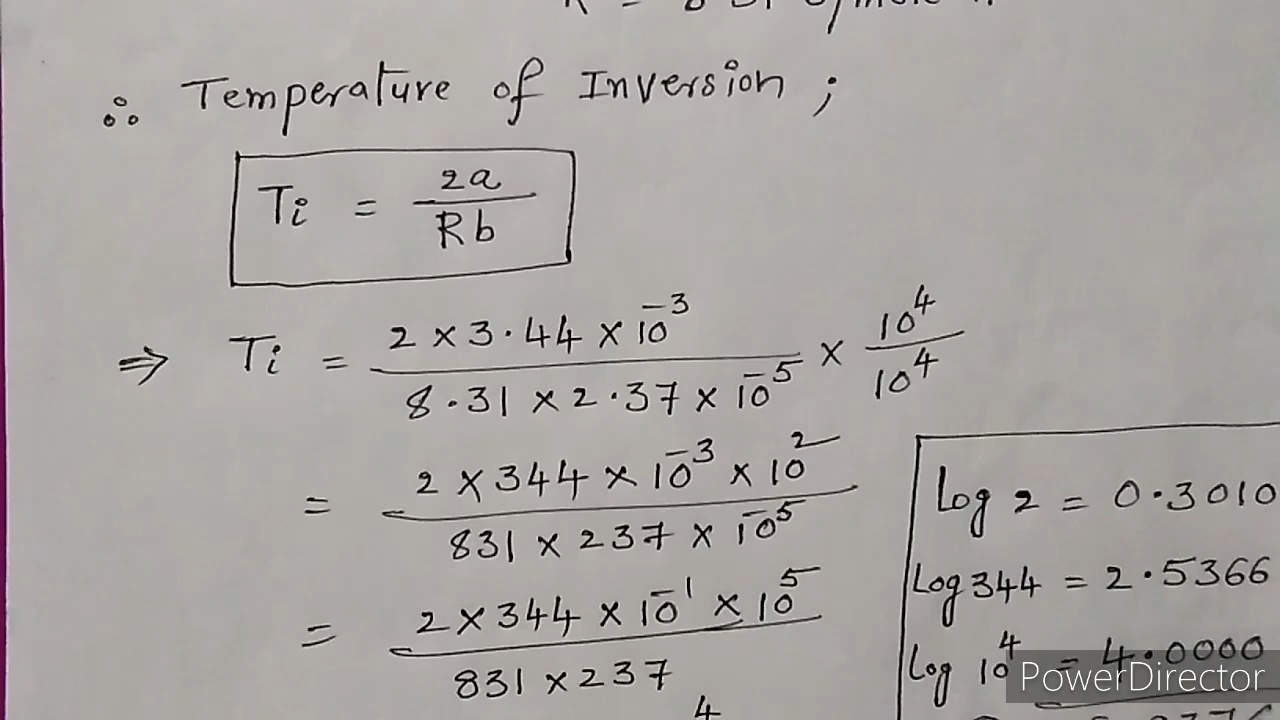 ∴ Temperature of Inversion ;
Ti = 2a / Rb
⇒ Ti = 2 × 3.44 × 10⁻³ / 8.31 × 2.37 × 10⁻⁵ × 10⁴ / 10⁴
= 2 × 344 × 10⁻³ × 10² / 831 × 237 × 10⁻⁵
= 2 × 344 × 10⁻¹ × 10⁵ / 831 × 237
4
log 2 = 0.3010
log 344 = 2.5366
log 10⁴ = 4.0000
PowerDirector